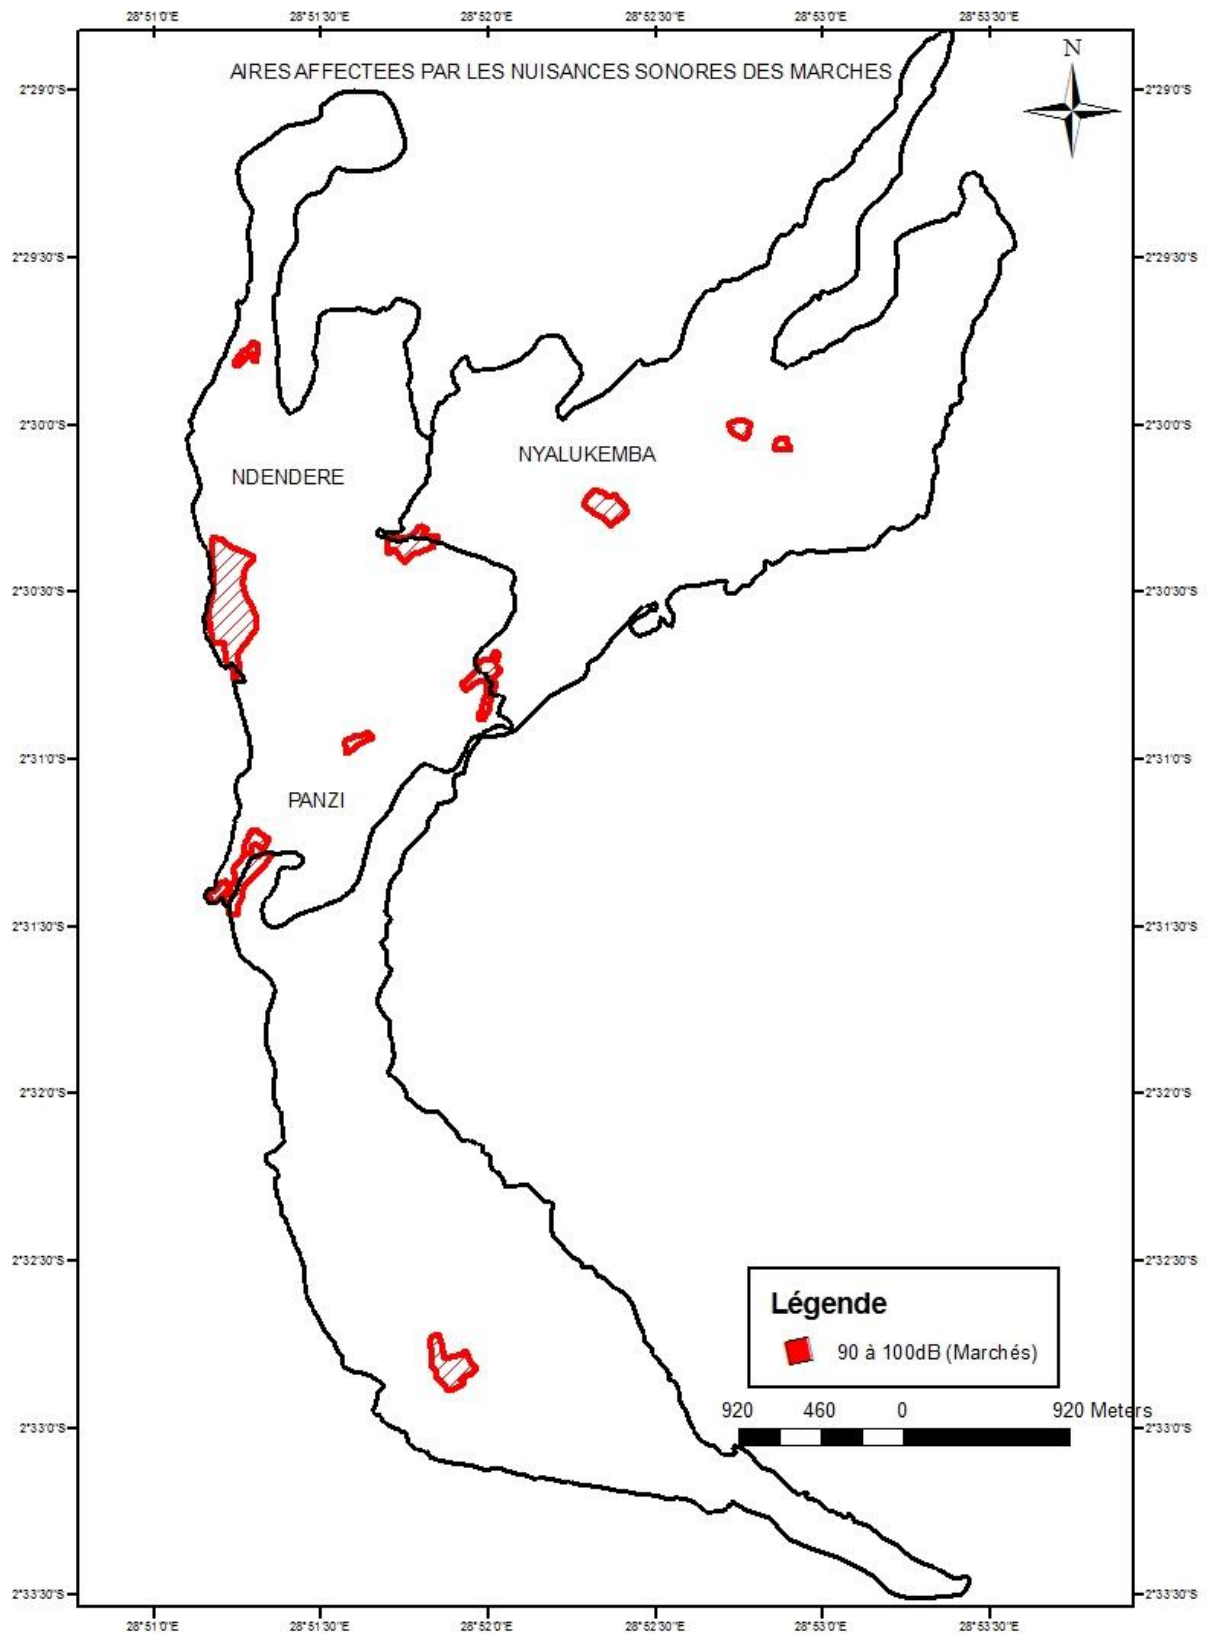 28°51'0"E 28°51'30"E 28°52'0"E 28°52'30"E 28°53'0"E 28°53'30"E
N
AIRES AFFECTEES PAR LES NUISANCES SONORES DES MARCHES
2°29'0"S 2°29'0"S
2°29'30"S 2°29'30"S
2°30'0"S 2°30'0"S
NYALUKEMBA
NDENDERE
2°30'30"S 2°30'30"S
2°31'0"S 2°31'0"S
PANZI
2°31'30"S 2°31'30"S
2°32'0"S 2°32'0"S
2°32'30"S 2°32'30"S
Légende
90 à 100dB (Marchés)
920 460 0 920 Meters
2°33'0"S 2°33'0"S
2°33'30"S 2°33'30"S
28°51'0"E 28°51'30"E 28°52'0"E 28°52'30"E 28°53'0"E 28°53'30"E